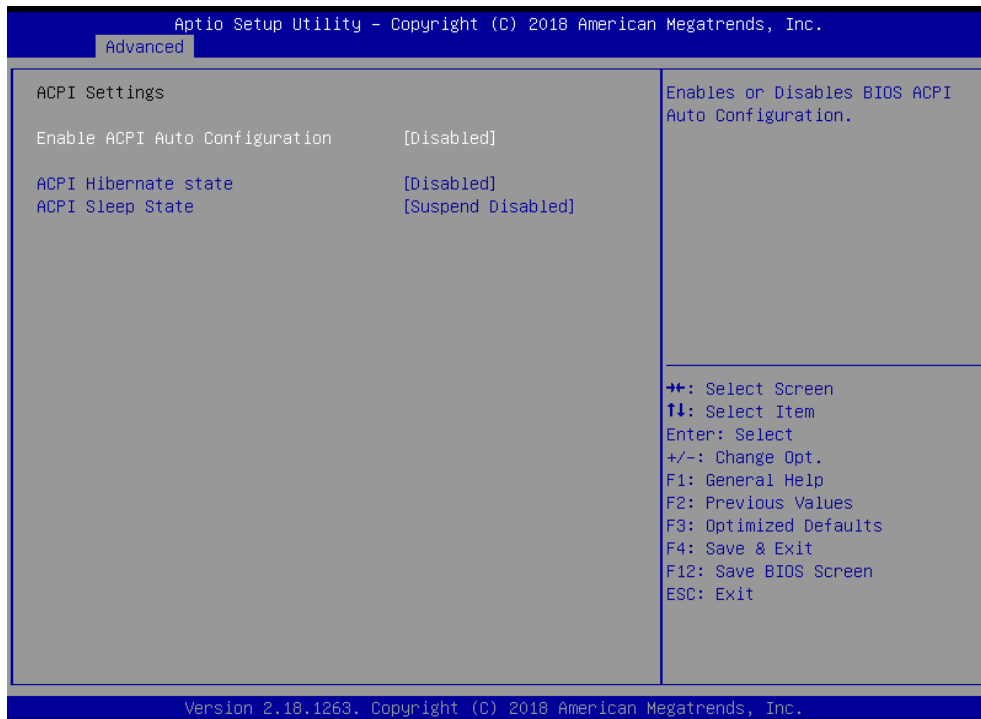 Aptio Setup Utility – Copyright (C) 2018 American Megatrends, Inc.
Advanced
ACPI Settings
Enable ACPI Auto Configuration [Disabled]
ACPI Hibernate state [Disabled]
ACPI Sleep State [Suspend Disabled]
Enables or Disables BIOS ACPI
Auto Configuration.
→←: Select Screen
↑↓: Select Item
Enter: Select
+/-: Change Opt.
F1: General Help
F2: Previous Values
F3: Optimized Defaults
F4: Save & Exit
F12: Save BIOS Screen
ESC: Exit
Version 2.18.1263. Copyright (C) 2018 American Megatrends, Inc.